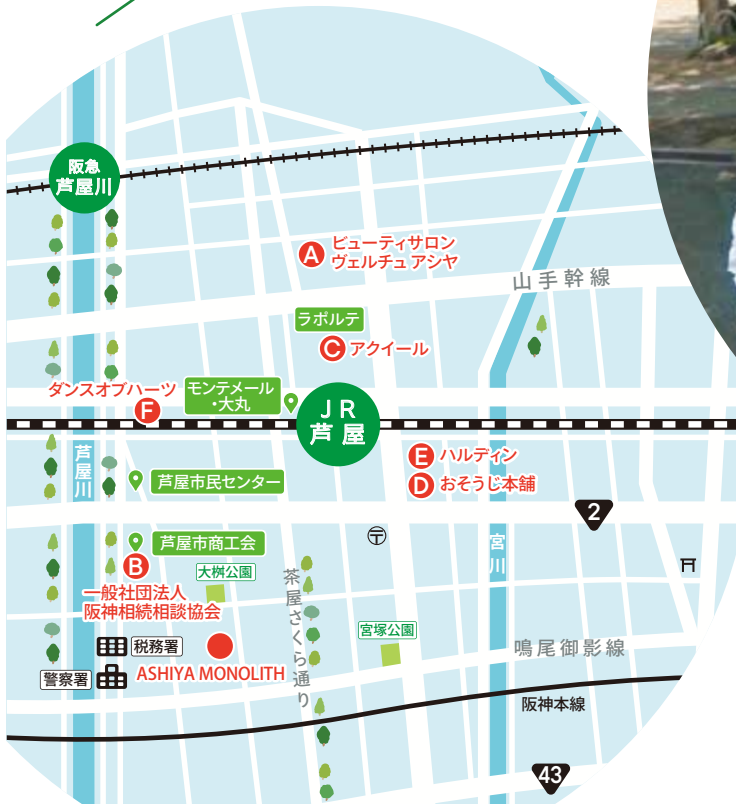 阪急
芦屋川
A
ビューティサロン
ヴェルチュ アシヤ
山手幹線
ラポルテ
C
アクイール
ダンスオブハーツ
F
モンテメール
・大丸
JR
芦屋
芦屋川
E
ハルディン
D
おそうじ本舗
芦屋市民センター
2
芦屋市商工会
B
一般社団法人
阪神相続相談協会
大桝公園
茶屋さくら通り
宮川
宮塚公園
税務署
警察署
ASHIYA MONOLITH
鳴尾御影線
阪神本線
43